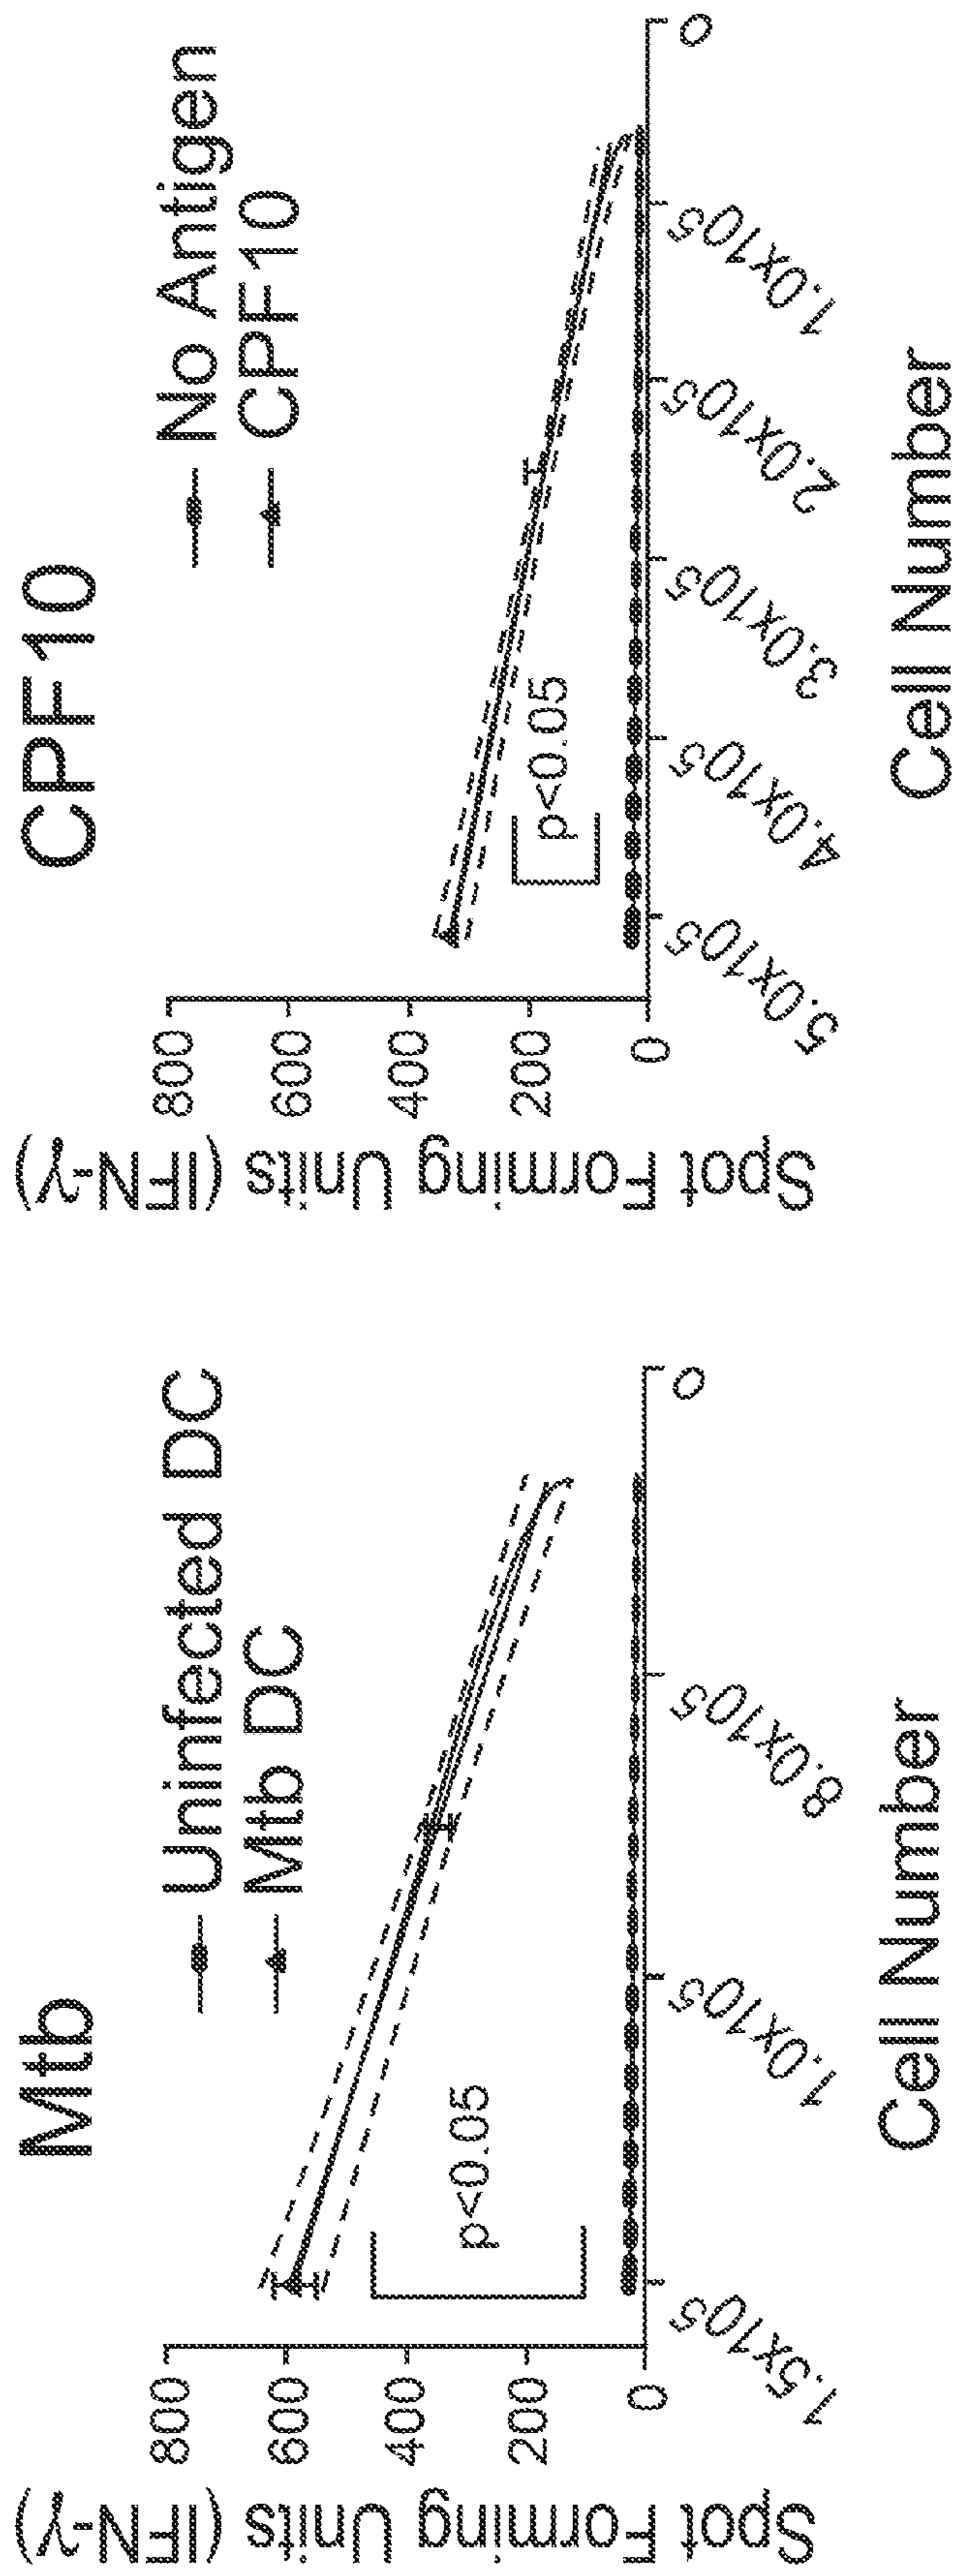 Mtb
Uninfected DC
Mtb DC
Spot Forming Units (IFN-γ)
800
600
400
200
0
p<0.05
1.5x105
1.0x105
8.0x105
0
Cell Number
CPF10
No Antigen
CPF10
Spot Forming Units (IFN-γ)
800
600
400
200
0
p<0.05
5.0x105
4.0x105
3.0x105
2.0x105
1.0x105
0
Cell Number